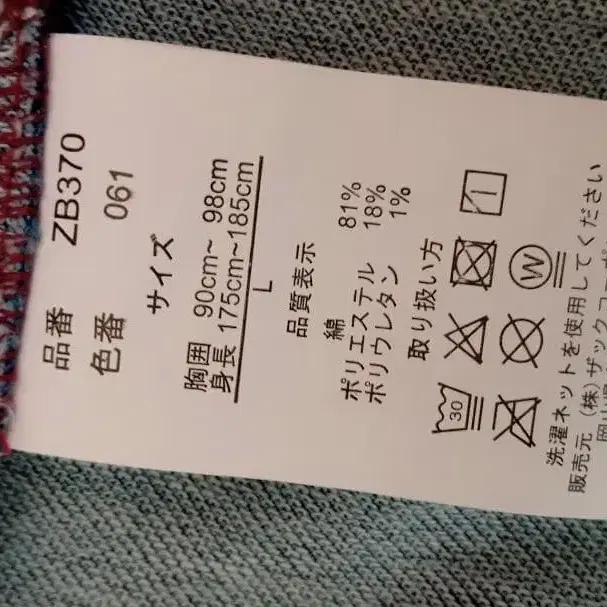 品番 ZB370
色番 061
サイズ
胸囲 90cm~ 98cm
身長 175cm~185cm
L
品質表示
綿 81%
ポリエステル 18%
ポリウレタン 1%
取り扱い方
30
W
洗濯ネットを使用してください
販売元 (株)ザックコーポ